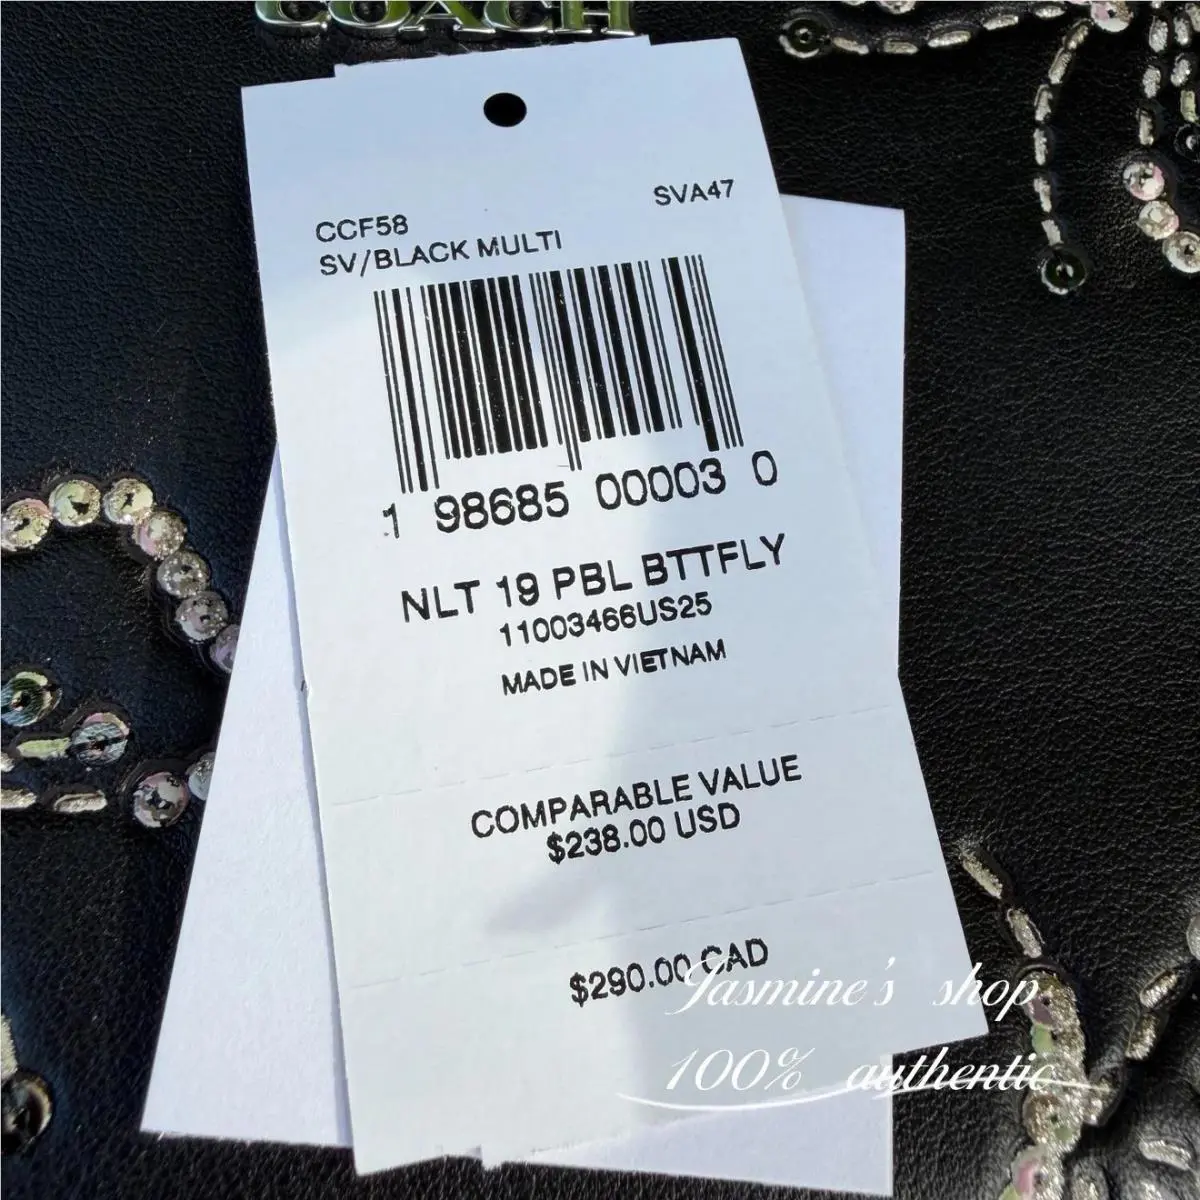 COACH
SVA47
CCF58
SV/BLACK MULTI
1 98685 00003 0
NLT 19 PBL BTTFLY
11003466US25
MADE IN VIETNAM
COMPARABLE VALUE
$238.00 USD
$290.00 CAD
Jasmine's shop
100% authentic